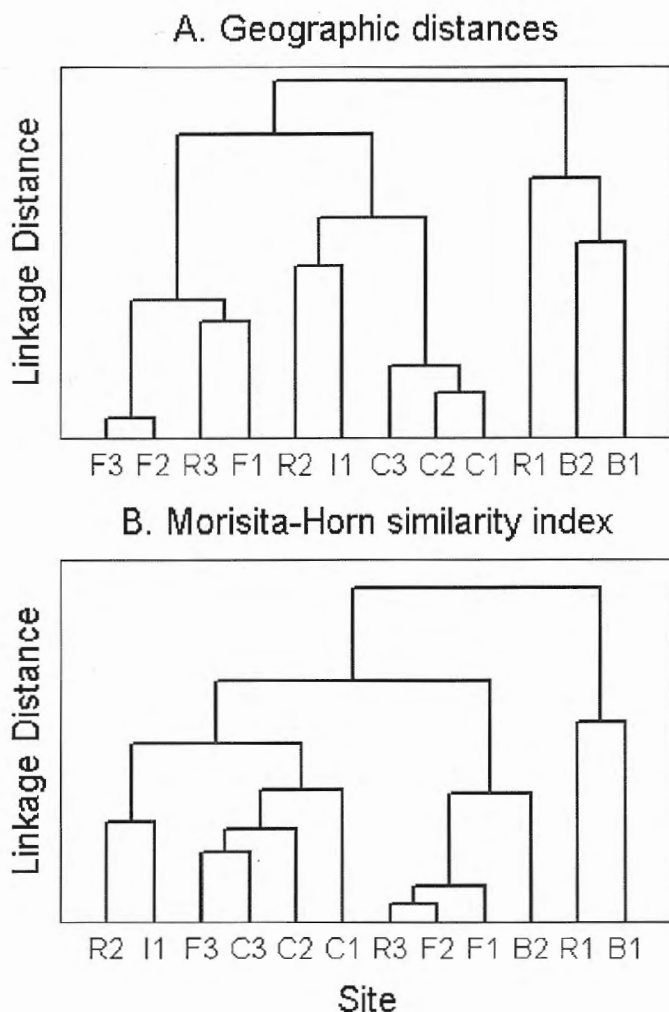 A. Geographic distances
Linkage Distance
F3 F2 R3 F1 R2 I1 C3 C2 C1 R1 B2 B1
B. Morisita-Horn similarity index
Linkage Distance
R2 I1 F3 C3 C2 C1 R3 F2 F1 B2 R1 B1
Site